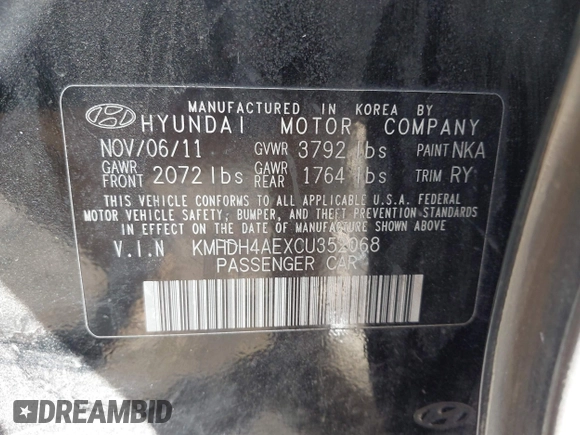 MANUFACTURED IN KOREA BY
HYUNDAI MOTOR COMPANY
NOV/06/11 GVWR 3792 lbs PAINT NKA
GAWR FRONT 2072 lbs GAWR REAR 1764 lbs TRIM RY
THIS VEHICLE CONFORMS TO ALL APPLICABLE U.S.A. FEDERAL
MOTOR VEHICLE SAFETY, BUMPER, AND THEFT PREVENTION STANDARDS
IN EFFECT ON THE DATE OF MANUFACTURE SHOWN ABOVE.
V.I.N KMHDH4AEXCU352068
PASSENGER CAR
DREAMBID